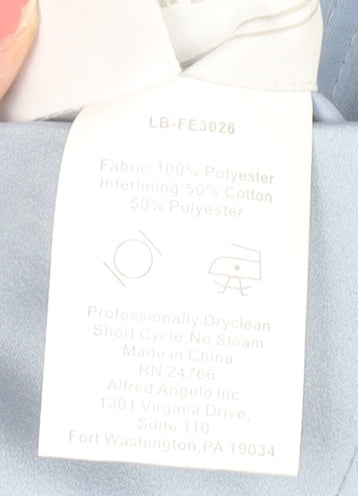 LB-FE3026
Fabric: 100% Polyester
Interlining: 50% Cotton
50% Polyester
Professionally Dryclean
Short Cycle, No Steam
Made in China
RN 24766
Alfred Angelo Inc
1301 Virginia Drive,
Suite 110
Fort Washington, PA 19034